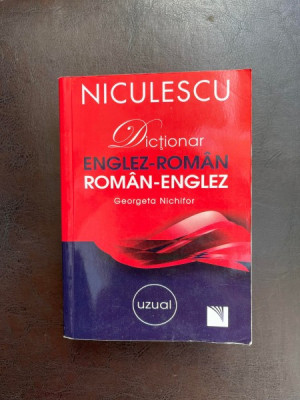 NICULESCU
Dicționar
ENGLEZ-ROMÂN
ROMÂN-ENGLEZ
Georgeta Nichifor
uzual